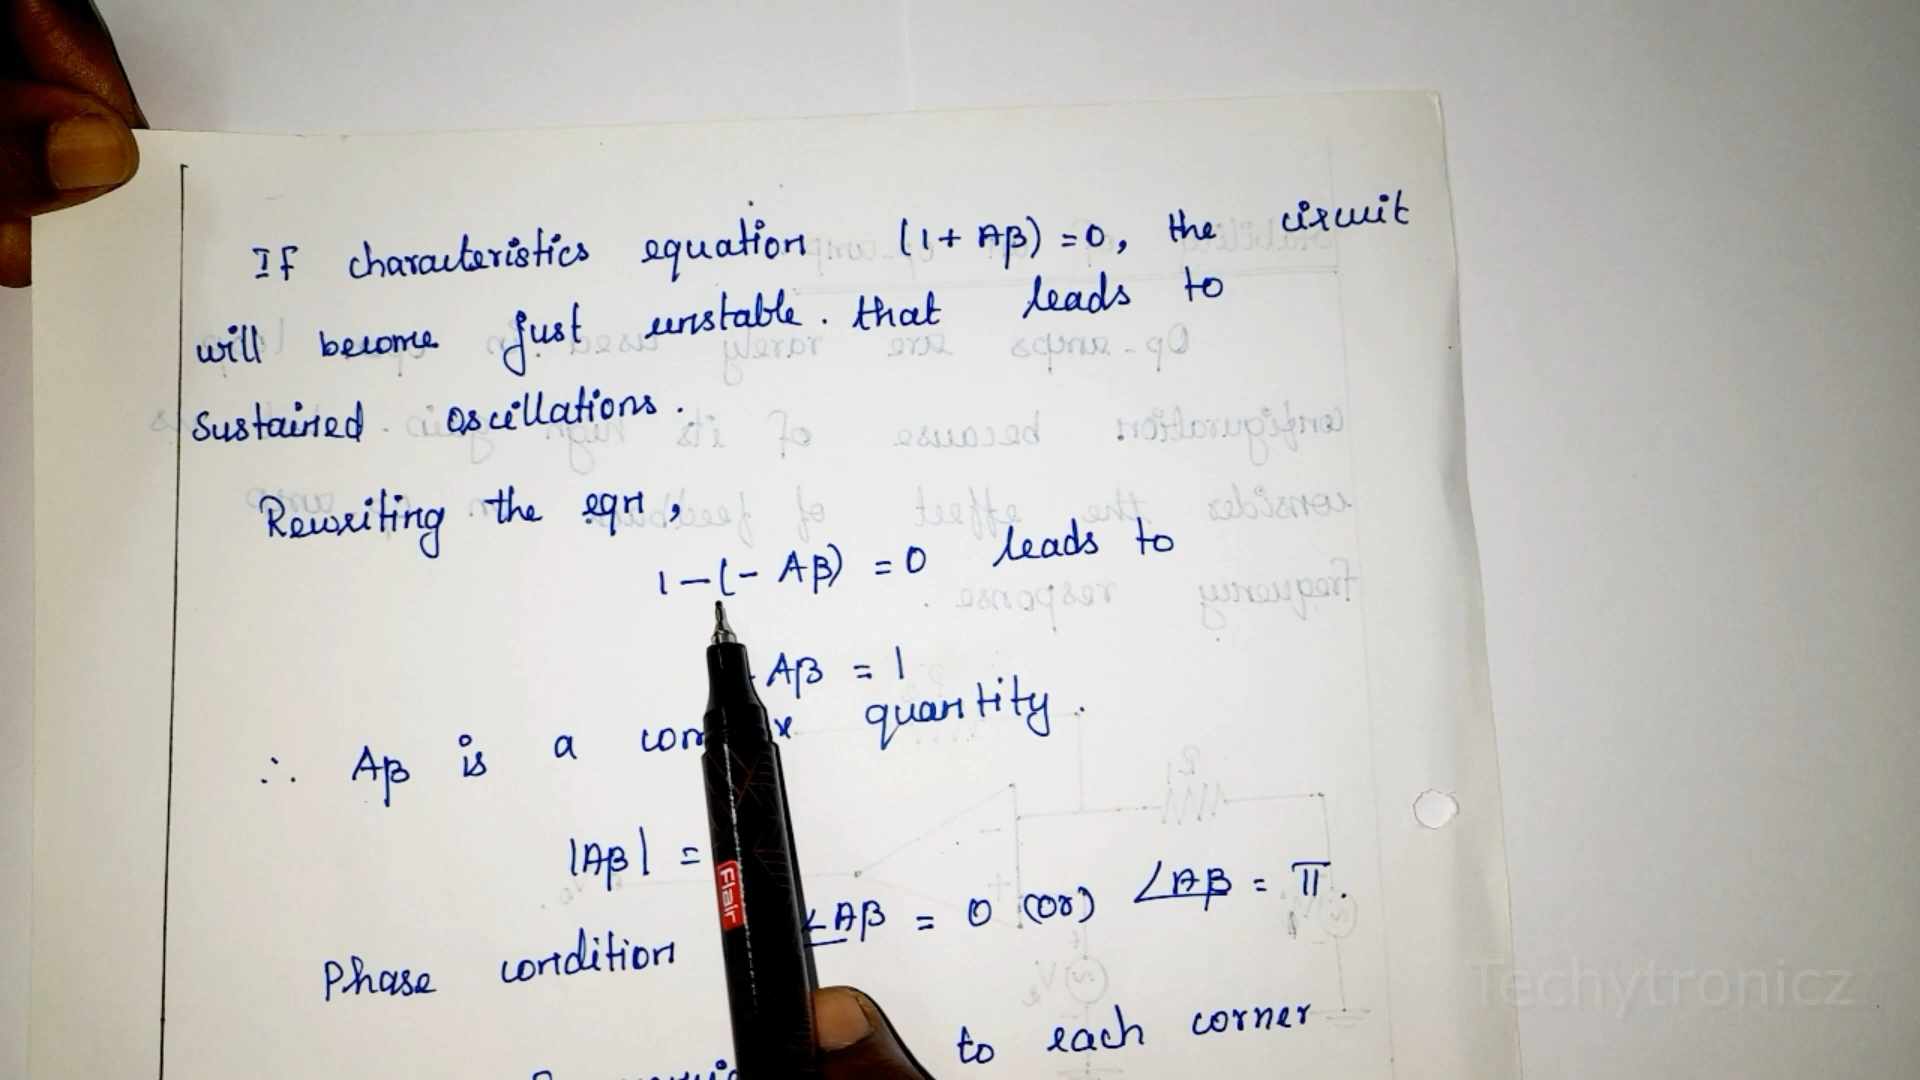 If characteristics equation (1 + Aβ) = 0, the circuit
will become just unstable. that leads to
sustained oscillations.
Rewriting the eqn,
1 - (- Aβ) = 0 leads to
Aβ = 1
∴ Aβ is a quantity.
|Aβ| =
Phase condition ∠Aβ = 0 (or) ∠Aβ = π.
to each corner
Flair
Techytronicz